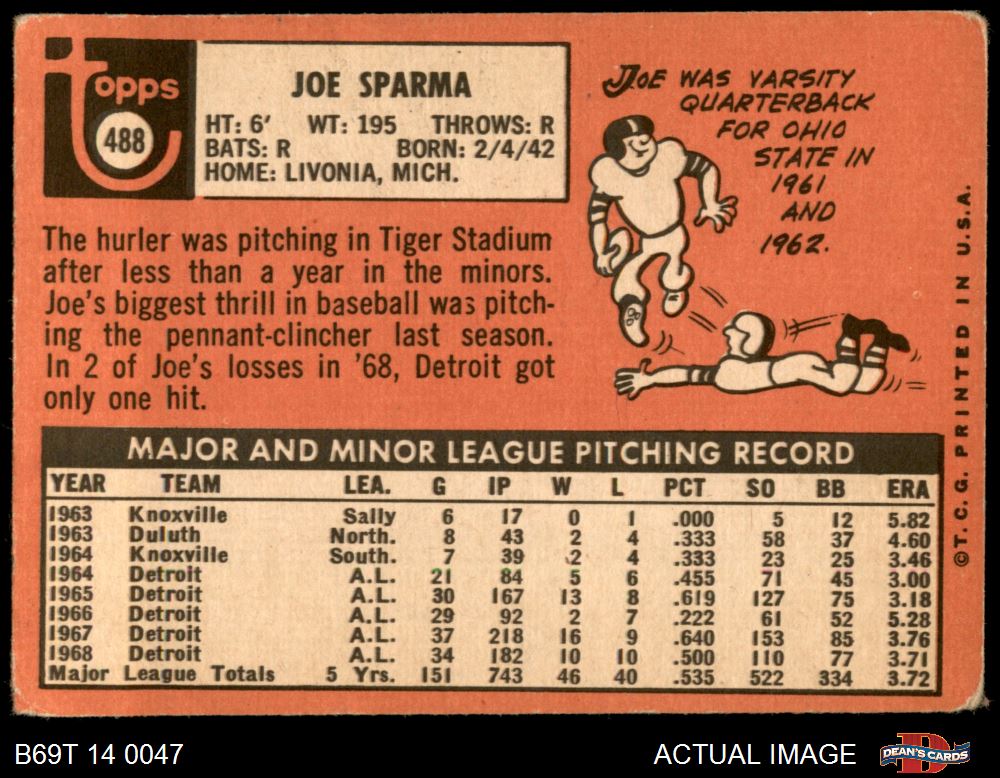 Topps
488
JOE SPARMA
HT: 6' WT: 195 THROWS: R
BATS: R BORN: 2/4/42
HOME: LIVONIA, MICH.
The hurler was pitching in Tiger Stadium
after less than a year in the minors.
Joe's biggest thrill in baseball was pitch-
ing the pennant-clincher last season.
In 2 of Joe's losses in '68, Detroit got
only one hit.
JOE WAS VARSITY
QUARTERBACK
FOR OHIO
STATE IN
1961
AND
1962.
©T.C.G. PRINTED IN U.S.A.
MAJOR AND MINOR LEAGUE PITCHING RECORD
YEAR TEAM LEA. G IP W L PCT SO BB ERA
1963 Knoxville Sally 6 17 0 1 .000 5 12 5.82
1963 Duluth North. 8 43 2 4 .333 58 37 4.60
1964 Knoxville South. 7 39 2 4 .333 23 25 3.46
1964 Detroit A.L. 21 84 5 6 .455 71 45 3.00
1965 Detroit A.L. 30 167 13 8 .619 127 75 3.18
1966 Detroit A.L. 29 92 2 7 .222 61 52 5.28
1967 Detroit A.L. 37 218 16 9 .640 153 85 3.76
1968 Detroit A.L. 34 182 10 10 .500 110 77 3.71
Major League Totals 5 Yrs. 151 743 46 40 .535 522 334 3.72
B69T 14 0047
ACTUAL IMAGE
D
DEAN'S CARDS